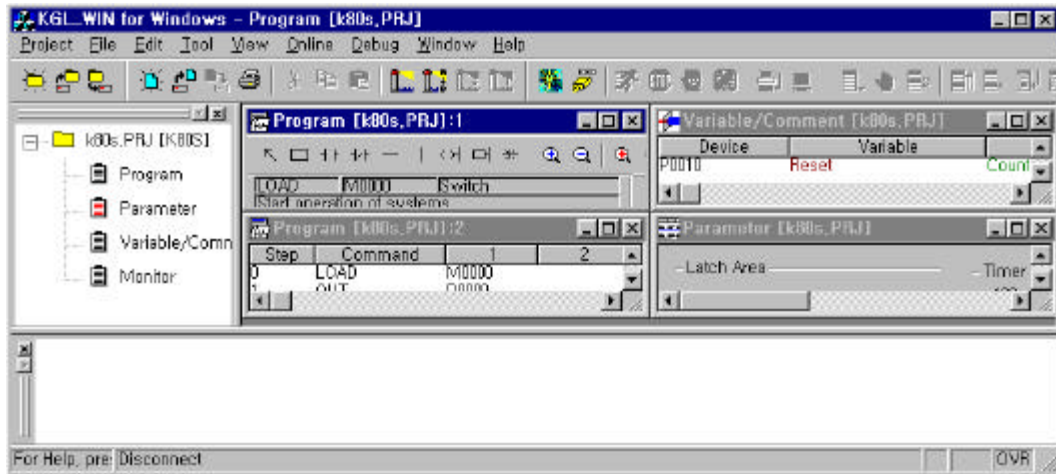 KGL_WIN for Windows - Program [k80s,PRJ]
Project File Edit Tool View Online Debug Window Help
k80s,PRJ [K80S]
Program
Parameter
Variable/Comn
Monitor
Program [k80s,PRJ]:1
LOAD M0000 Switch
Start operation of systems
Variable/Comment [k80s,PRJ]
Device Variable
P0010 Reset Count
Program [k80s,PRJ]:2
Step Command 1 2
0 LOAD M0000
1 OUT
Parameter [k80s,PRJ]
Latch Area Timer
For Help, pre: Disconnect OVR